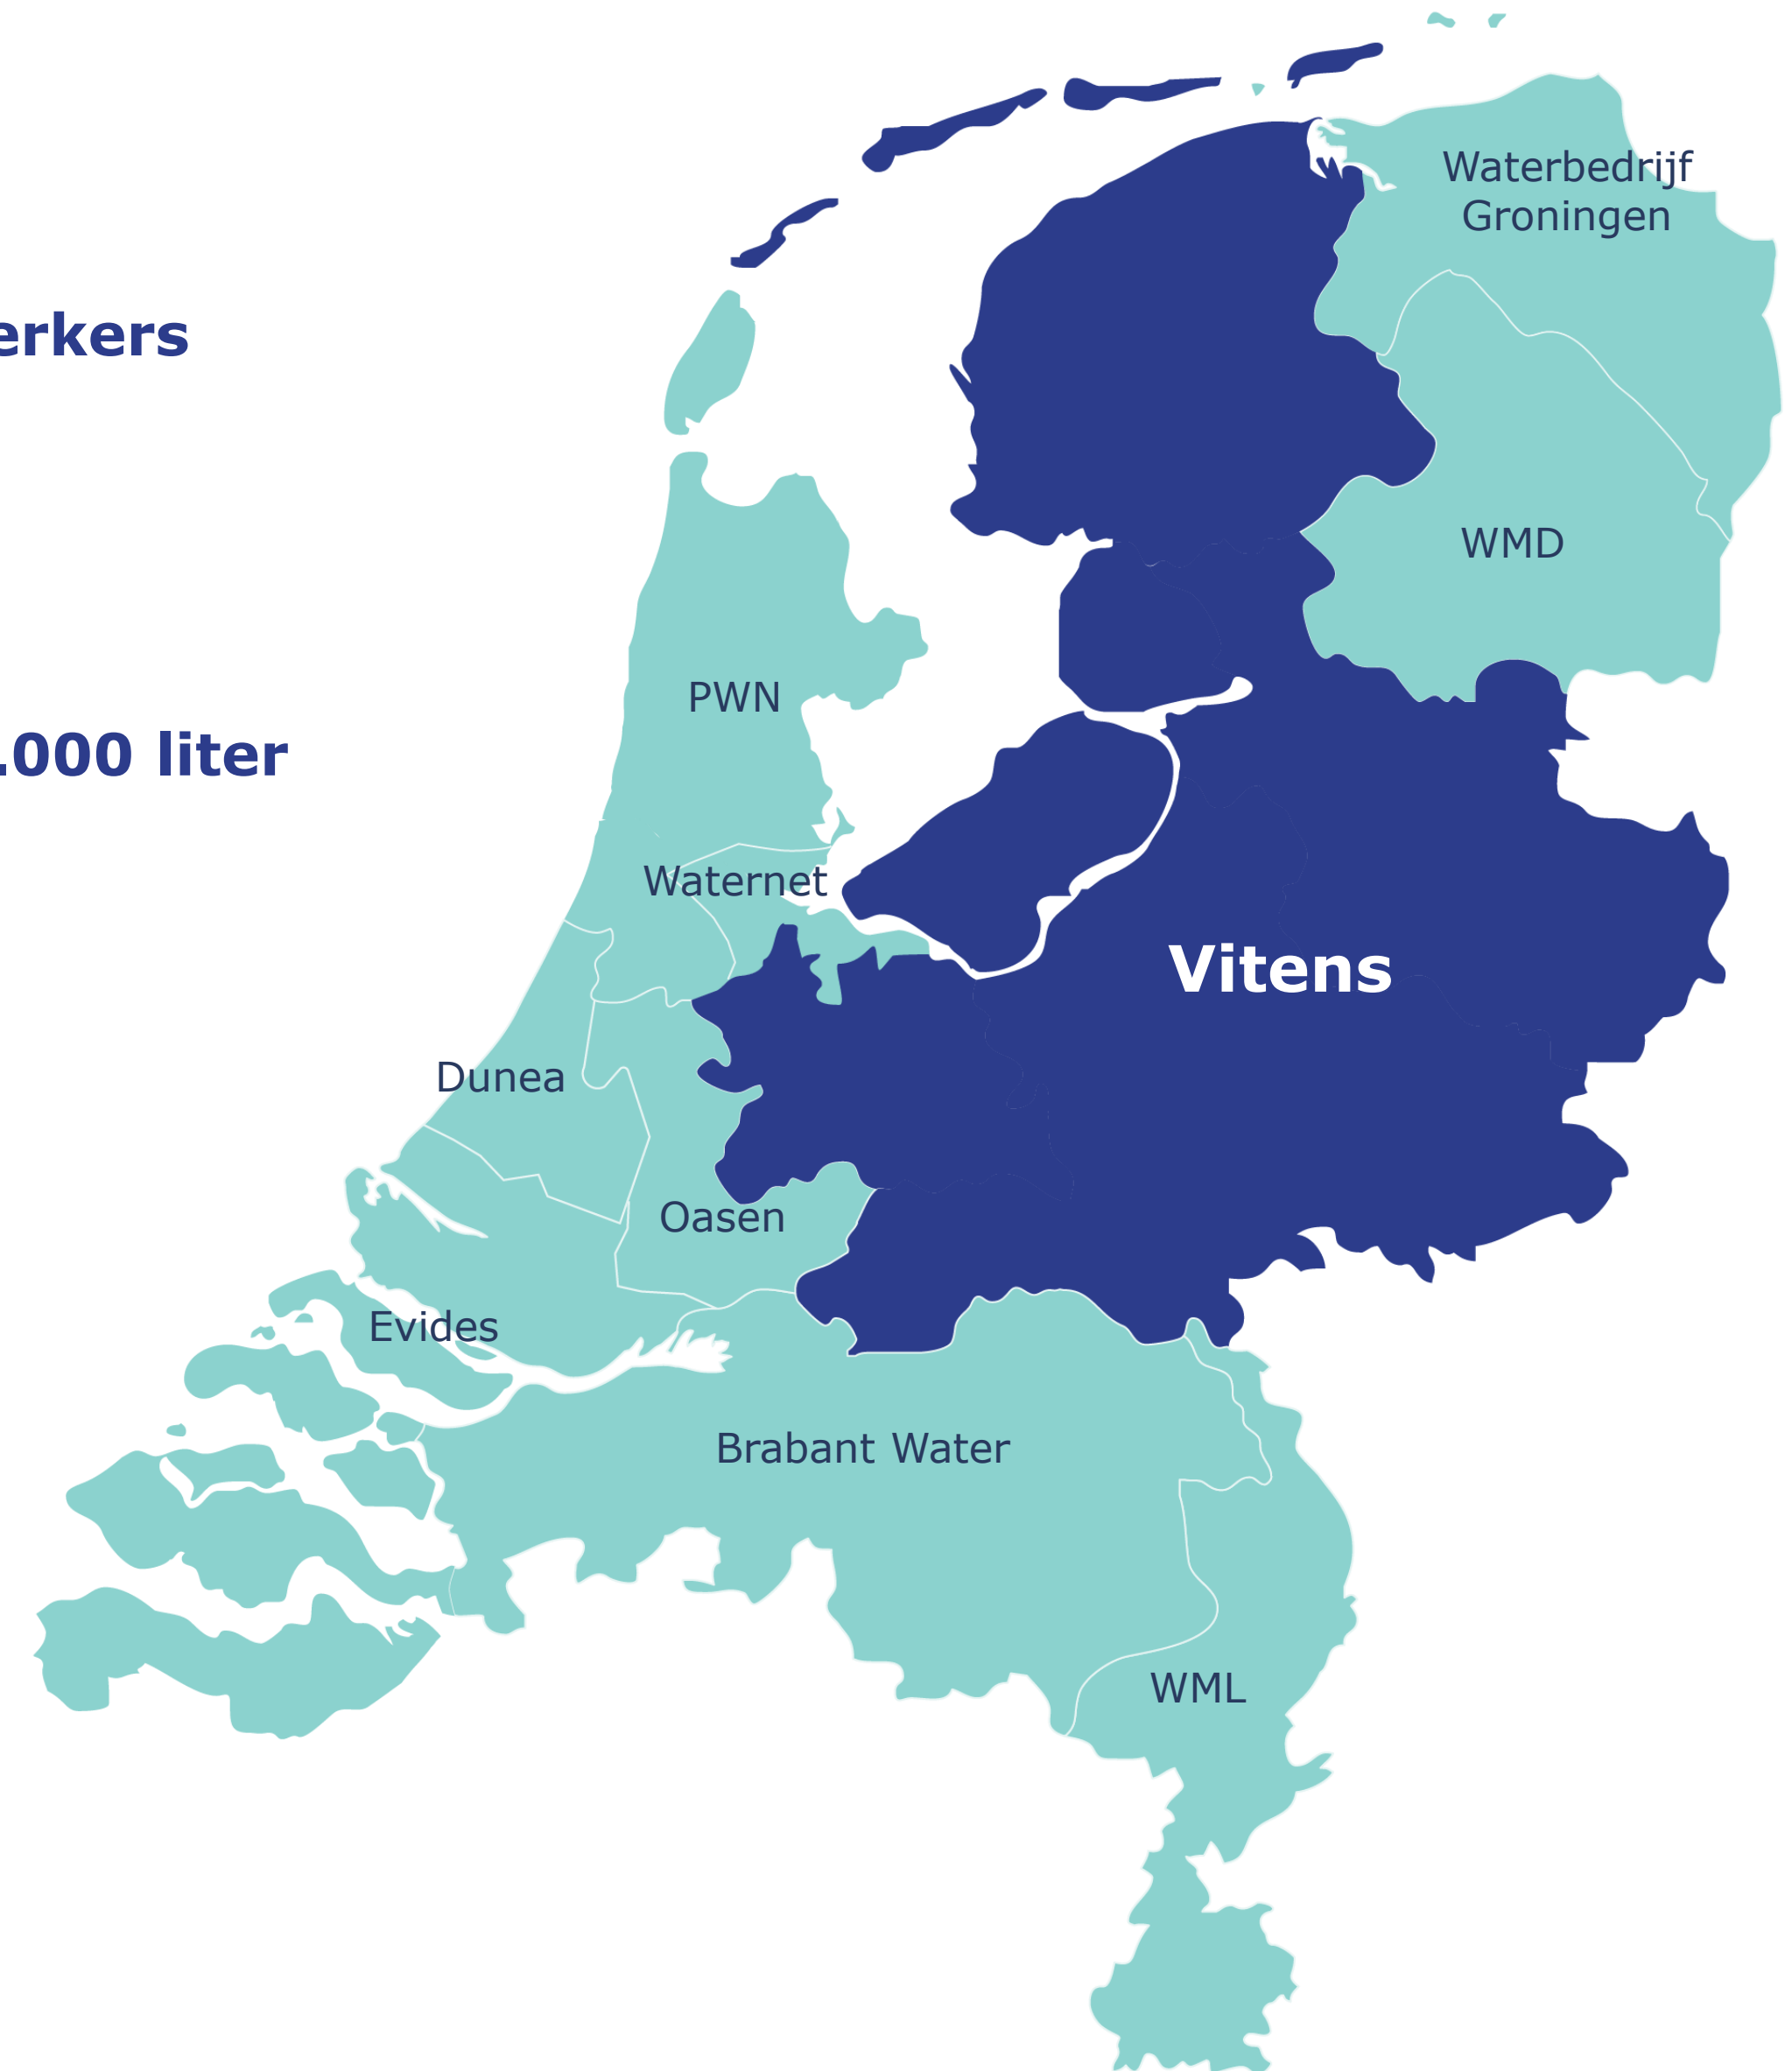 Waterbedrijf
Groningen
erkers
WMD
PWN
.000 liter
Waternet
Vitens
Dunea
Oasen
Evides
Brabant Water
WML